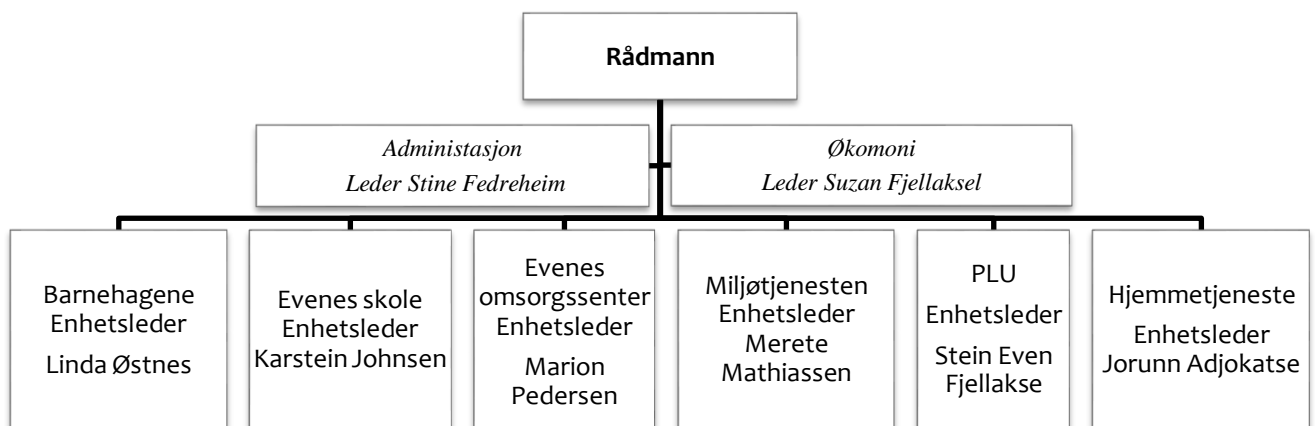 Rådmann
Administasjon
Leder Stine Fedreheim
Økomoni
Leder Suzan Fjellaksel
Barnehagene
Enhetsleder
Linda Østnes
Evenes skole
Enhetsleder
Karstein Johnsen
Evenes
omsorgssenter
Enhetsleder
Marion
Pedersen
Miljøtjenesten
Enhetsleder
Merete
Mathiassen
PLU
Enhetsleder
Stein Even
Fjellakse
Hjemmetjeneste
Enhetsleder
Jorunn Adjokatse